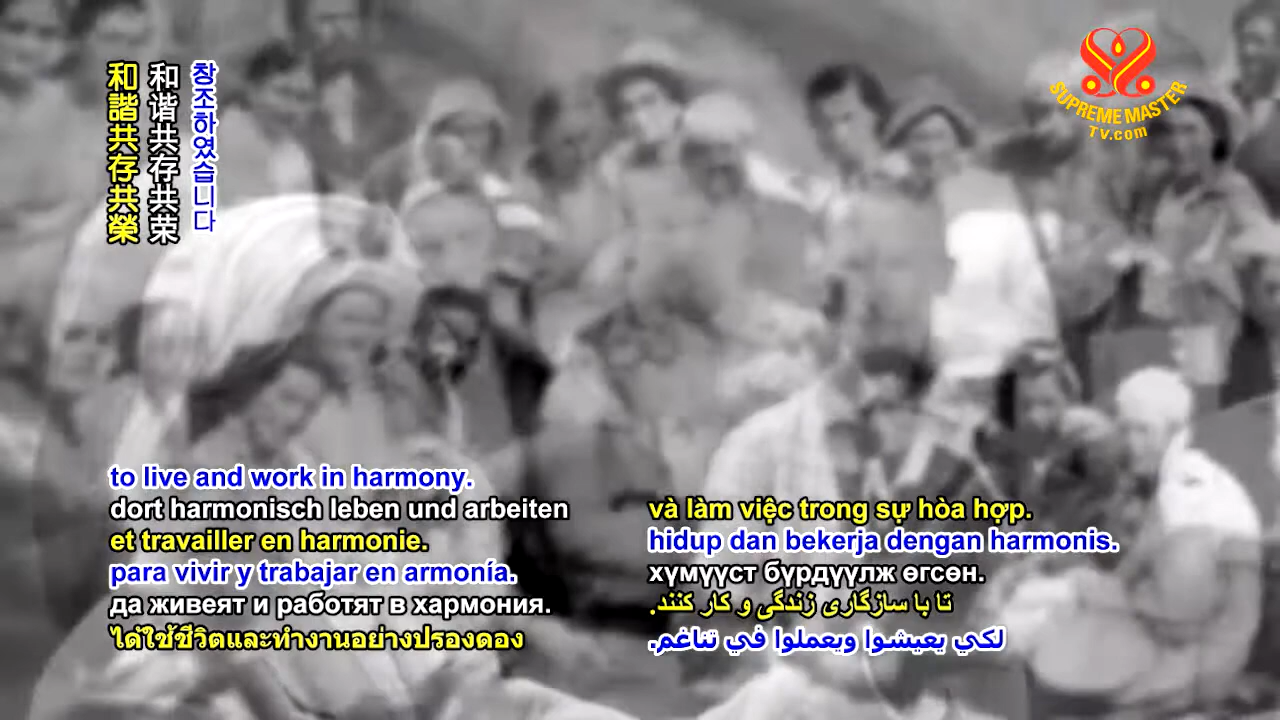 창조하였습니다
和谐共存共荣
和諧共存共榮
SUPREME MASTER
TV.com
to live and work in harmony.
dort harmonisch leben und arbeiten
et travailler en harmonie.
para vivir y trabajar en armonía.
да живеят и работят в хармония.
ได้ใช้ชีวิตและทำงานอย่างปรองดอง
và làm việc trong sự hòa hợp.
hidup dan bekerja dengan harmonis.
хүмүүст бүрдүүлж өгсөн.
تا با سازگاری زندگی و کار کنند.
لكي يعيشوا ويعملوا في تناغم.